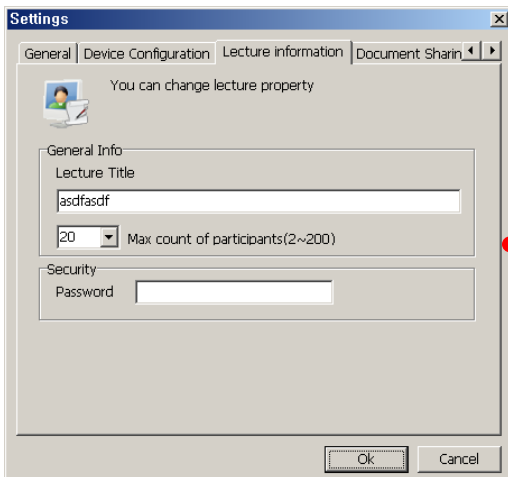 Settings
General Device Configuration Lecture information Document Sharin
You can change lecture property
General Info
Lecture Title
asdfasdf
20 Max count of participants(2~200)
Security
Password
Ok Cancel